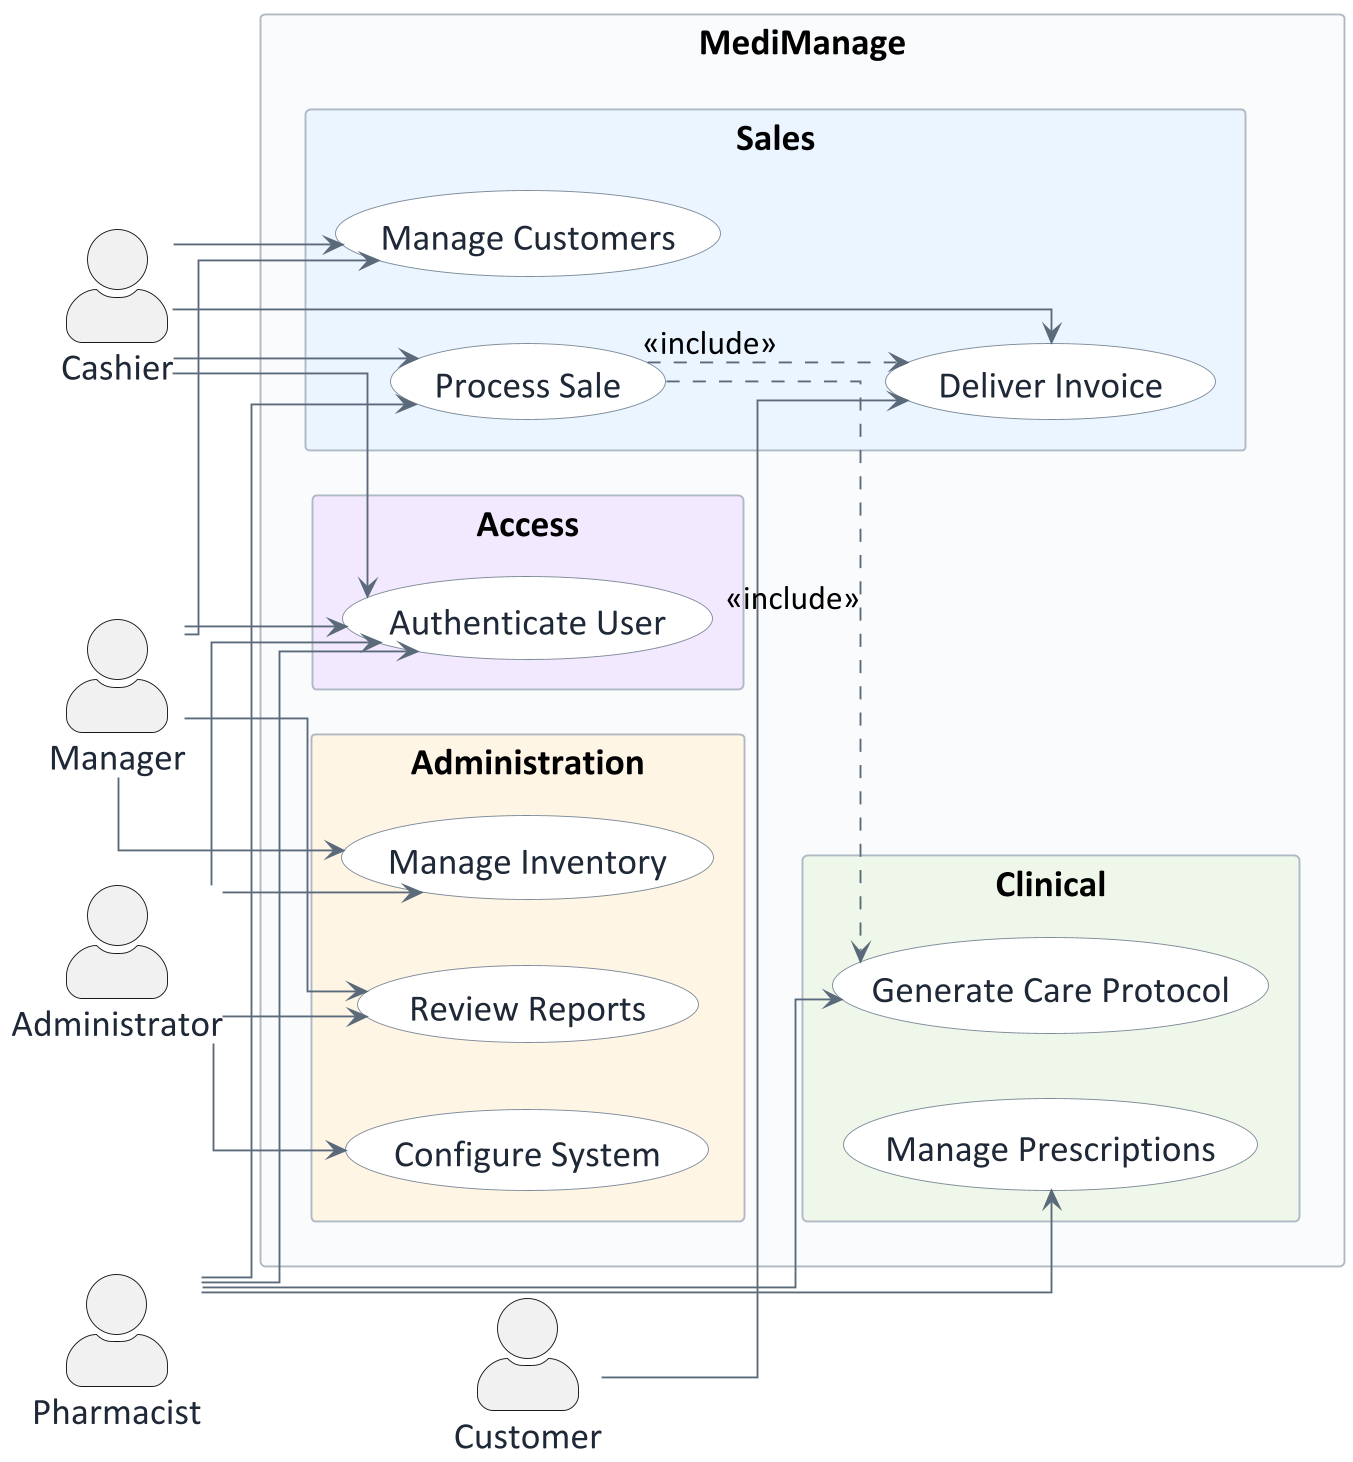 MediManage
Sales
Manage Customers
Cashier
«include»
Process Sale
Deliver Invoice
Access
«include»
Authenticate User
Manager
Administration
Manage Inventory
Clinical
Generate Care Protocol
Review Reports
Administrator
Manage Prescriptions
Configure System
Pharmacist
Customer